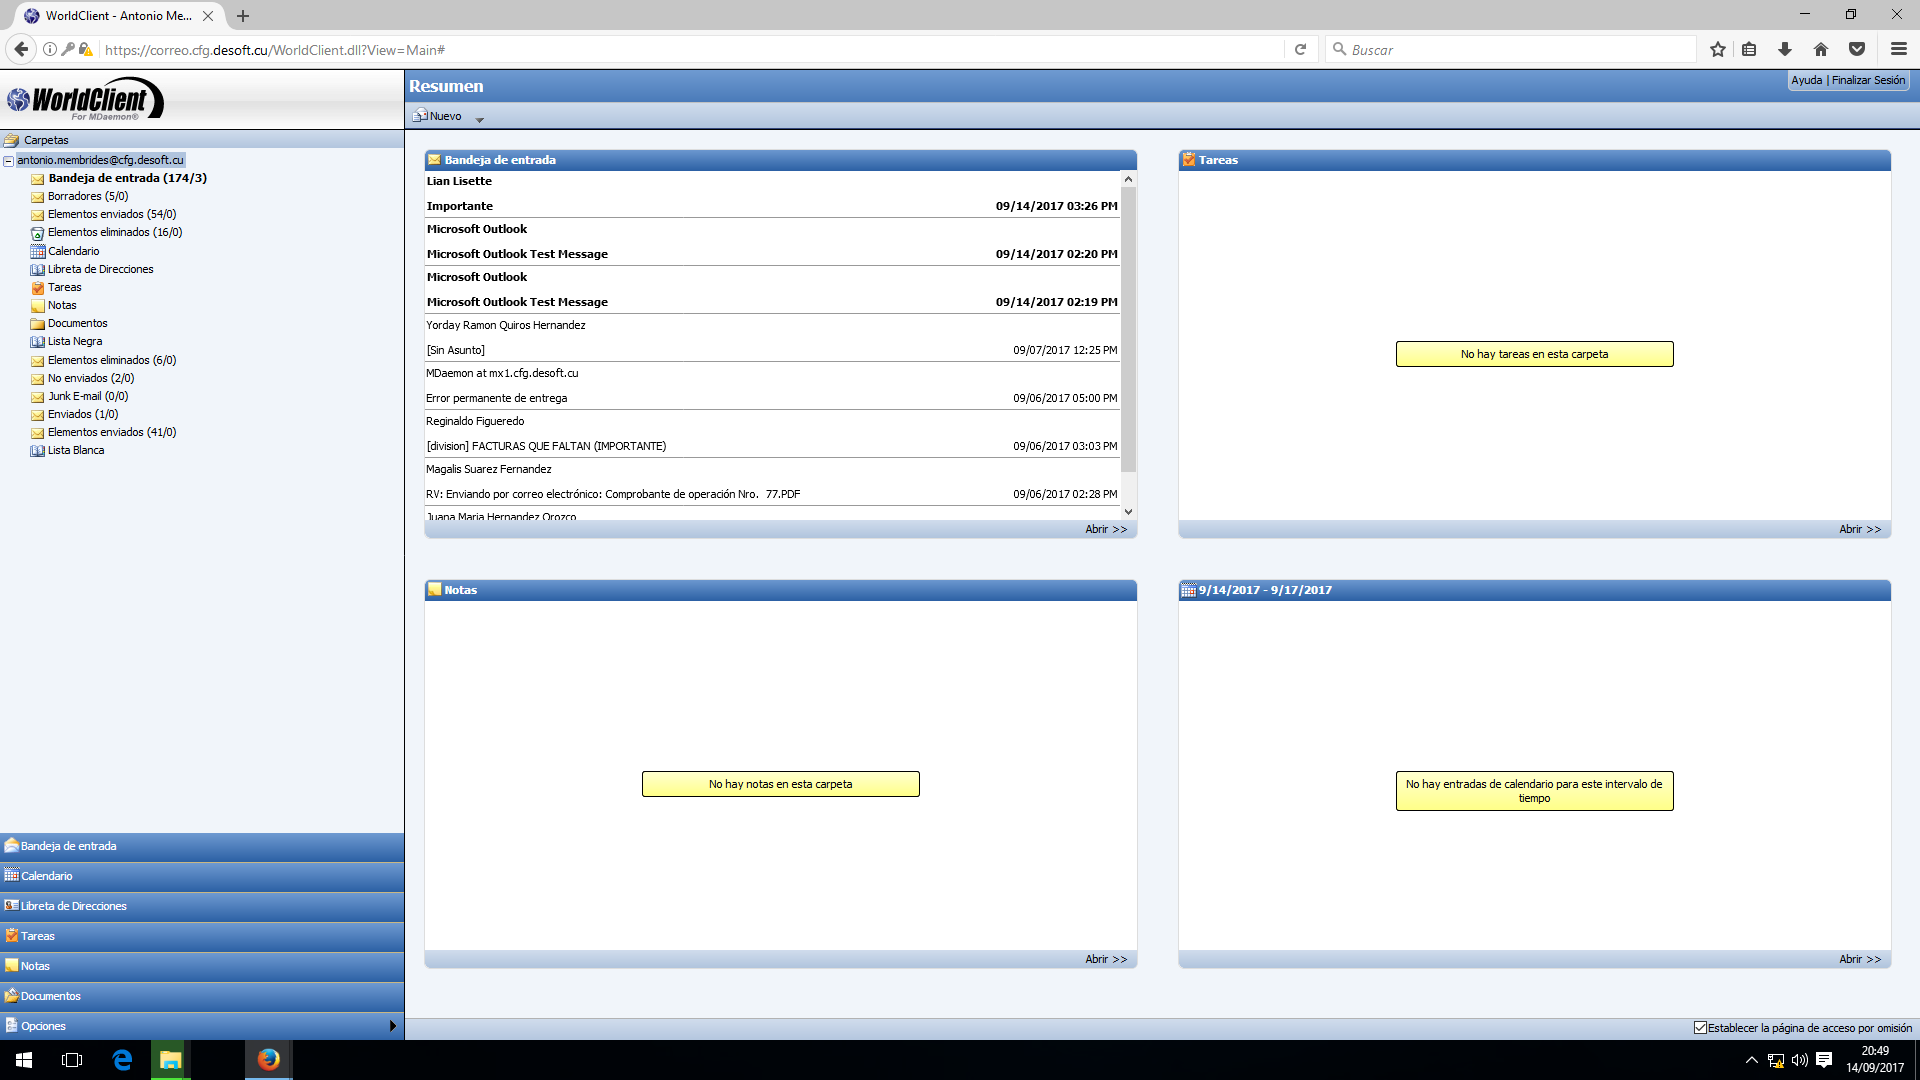 WorldClient - Antonio Me...
https://correo.cfg.desoft.cu/WorldClient.dll?View=Main#
Buscar
WorldClient
For MDaemon®
Resumen
Ayuda | Finalizar Sesión
Nuevo
Carpetas
antonio.membrides@cfg.desoft.cu
Bandeja de entrada (174/3)
Borradores (5/0)
Elementos enviados (54/0)
Elementos eliminados (16/0)
Calendario
Libreta de Direcciones
Tareas
Notas
Documentos
Lista Negra
Elementos eliminados (6/0)
No enviados (2/0)
Junk E-mail (0/0)
Enviados (1/0)
Elementos enviados (41/0)
Lista Blanca
Bandeja de entrada
Calendario
Libreta de Direcciones
Tareas
Notas
Documentos
Opciones
Bandeja de entrada
Lian Lisette
Importante 09/14/2017 03:26 PM
Microsoft Outlook
Microsoft Outlook Test Message 09/14/2017 02:20 PM
Microsoft Outlook
Microsoft Outlook Test Message 09/14/2017 02:19 PM
Yorday Ramon Quiros Hernandez
[Sin Asunto] 09/07/2017 12:25 PM
MDaemon at mx1.cfg.desoft.cu
Error permanente de entrega 09/06/2017 05:00 PM
Reginaldo Figueredo
[division] FACTURAS QUE FALTAN (IMPORTANTE) 09/06/2017 03:03 PM
Magalis Suarez Fernandez
RV: Enviando por correo electrónico: Comprobante de operación Nro. 77.PDF 09/06/2017 02:28 PM
Juana Maria Hernandez Orozco
Abrir >>
Tareas
No hay tareas en esta carpeta
Abrir >>
Notas
No hay notas en esta carpeta
Abrir >>
9/14/2017 - 9/17/2017
No hay entradas de calendario para este intervalo de
tiempo
Abrir >>
Establecer la página de acceso por omisión
20:49
14/09/2017